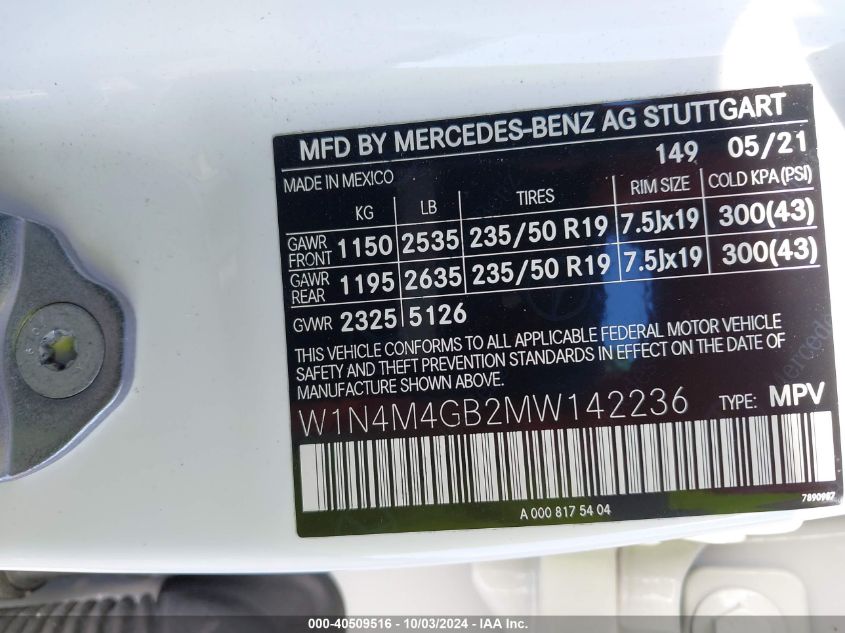 MFD BY MERCEDES-BENZ AG STUTTGART
149 05/21
MADE IN MEXICO
KG LB TIRES RIM SIZE COLD KPA(PSI)
GAWR FRONT 1150 2535 235/50 R19 7.5Jx19 300(43)
GAWR REAR 1195 2635 235/50 R19 7.5Jx19 300(43)
GVWR 2325 5126
THIS VEHICLE CONFORMS TO ALL APPLICABLE FEDERAL MOTOR VEHICLE
SAFETY AND THEFT PREVENTION STANDARDS IN EFFECT ON THE DATE OF
MANUFACTURE SHOWN ABOVE.
W1N4M4GB2MW142236 TYPE: MPV
7890987
A 000 817 54 04
000-40509516 - 10/03/2024 - IAA Inc.